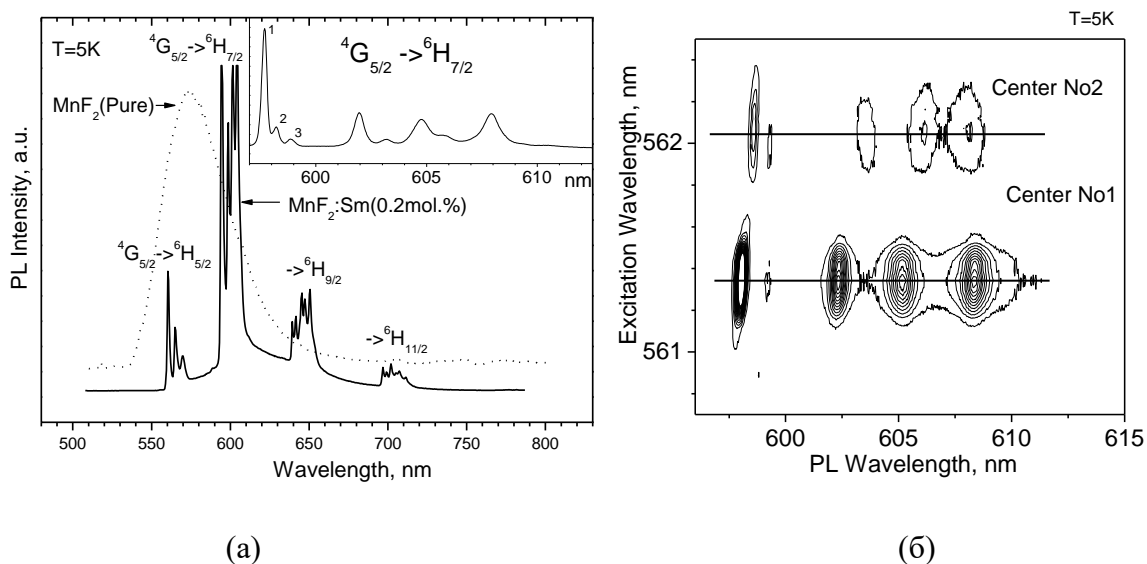 T=5K
⁴G₅/₂->⁶H₇/₂
MnF₂(Pure)
MnF₂:Sm(0.2mol.%)
⁴G₅/₂->⁶H₅/₂
->⁶H₉/₂
->⁶H₁₁/₂
PL Intensity, a.u.
500 550 600 650 700 750 800
Wavelength, nm
1
2
3
⁴G₅/₂ ->⁶H₇/₂
600 605 610 nm
(а)
T=5K
Center No2
Center No1
Excitation Wavelength, nm
562
561
600 605 610 615
PL Wavelength, nm
(б)